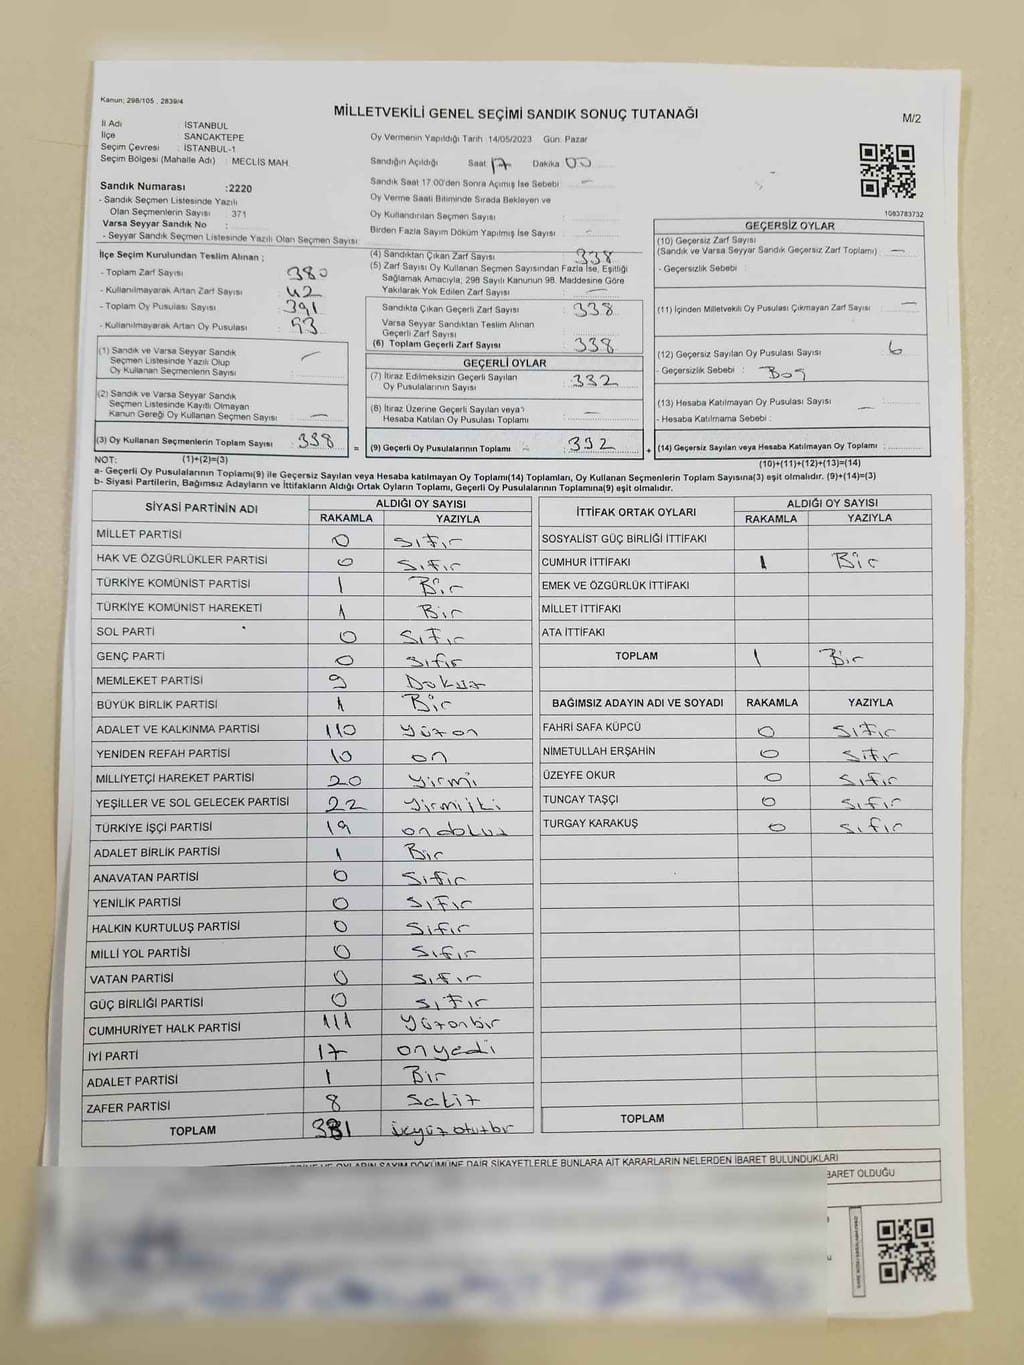 Kanun; 298/105 , 2839/4
MİLLETVEKİLİ GENEL SEÇİMİ SANDIK SONUÇ TUTANAĞI
M/2
İl Adı : İSTANBUL
İlçe : SANCAKTEPE
Seçim Çevresi : İSTANBUL-1
Seçim Bölgesi (Mahalle Adı) : MECLİS MAH.
Sandık Numarası :2220
- Sandık Seçmen Listesinde Yazılı
Olan Seçmenlerin Sayısı : 371
Varsa Seyyar Sandık No :
- Seyyar Sandık Seçmen Listesinde Yazılı Olan Seçmen Sayısı:
Oy Vermenin Yapıldığı Tarih :14/05/2023 Gün: Pazar
Sandığın Açıldığı Saat 17 Dakika 00
Sandık Saat 17.00'den Sonra Açımış İse Sebebi: —
Oy Verme Saati Bitiminde Sırada Bekleyen ve
Oy Kullandırılan Seçmen Sayısı :
Birden Fazla Sayım Döküm Yapılmış İse Sayısı : —
1083783732
İlçe Seçim Kurulundan Teslim Alınan ;
- Toplam Zarf Sayısı : 380
- Kullanılmayarak Artan Zarf Sayısı : 42
- Toplam Oy Pusulası Sayısı : 391
- Kullanılmayarak Artan Oy Pusulası : 53
(1) Sandık ve Varsa Seyyar Sandık
Seçmen Listesinde Yazılı Olup
Oy Kullanan Seçmenlerin Sayısı : —
(2) Sandık ve Varsa Seyyar Sandık
Seçmen Listesinde Kayıtlı Olmayan
Kanun Gereği Oy Kullanan Seçmen Sayısı : —
(3) Oy Kullanan Seçmenlerin Toplam Sayısı : 338
(4) Sandıktan Çıkan Zarf Sayısı : 338
(5) Zarf Sayısı Oy Kullanan Seçmen Sayısından Fazla İse, Eşitliği
Sağlamak Amacıyla, 298 Sayılı Kanunun 98. Maddesine Göre
Yakılarak Yok Edilen Zarf Sayısı : —
Sandıkta Çıkan Geçerli Zarf Sayısı : 338
Varsa Seyyar Sandıktan Teslim Alınan
Geçerli Zarf Sayısı :
(6) Toplam Geçerli Zarf Sayısı : 338
GEÇERLİ OYLAR
(7) İtiraz Edilmeksizin Geçerli Sayılan
Oy Pusulalarının Sayısı : 332
(8) İtiraz Üzerine Geçerli Sayılan veya
Hesaba Katılan Oy Pusulası Toplamı : —
= (9) Geçerli Oy Pusulalarının Toplamı : 332
GEÇERSİZ OYLAR
(10) Geçersiz Zarf Sayısı
(Sandık ve Varsa Seyyar Sandık Geçersiz Zarf Toplamı) : —
- Geçersizlik Sebebi :
(11) İçinden Milletvekili Oy Pusulası Çıkmayan Zarf Sayısı : —
(12) Geçersiz Sayılan Oy Pusulası Sayısı : 6
- Geçersizlik Sebebi : Boş
(13) Hesaba Katılmayan Oy Pusulası Sayısı : —
- Hesaba Katılmama Sebebi :
+ (14) Geçersiz Sayılan veya Hesaba Katılmayan Oy Toplamı :
NOT: (1)+(2)=(3) (10)+(11)+(12)+(13)=(14)
a- Geçerli Oy Pusulalarının Toplamı(9) ile Geçersiz Sayılan veya Hesaba katılmayan Oy Toplamı(14) Toplamları, Oy Kullanan Seçmenlerin Toplam Sayısına(3) eşit olmalıdır. (9)+(14)=(3)
b- Siyasi Partilerin, Bağımsız Adayların ve İttifakların Aldığı Ortak Oyların Toplamı, Geçerli Oy Pusulalarının Toplamına(9) eşit olmalıdır.
SİYASİ PARTİNİN ADI ALDIĞI OY SAYISI
RAKAMLA YAZIYLA
MİLLET PARTİSİ 0 Sıfır
HAK VE ÖZGÜRLÜKLER PARTİSİ 0 Sıfır
TÜRKİYE KOMÜNİST PARTİSİ 1 Bir
TÜRKİYE KOMÜNİST HAREKETİ 1 Bir
SOL PARTİ 0 Sıfır
GENÇ PARTİ 0 Sıfır
MEMLEKET PARTİSİ 9 Dokuz
BÜYÜK BİRLİK PARTİSİ 1 Bir
ADALET VE KALKINMA PARTİSİ 110 yüzon
YENİDEN REFAH PARTİSİ 10 on
MİLLİYETÇİ HAREKET PARTİSİ 20 yirmi
YEŞİLLER VE SOL GELECEK PARTİSİ 22 yirmiiki
TÜRKİYE İŞÇİ PARTİSİ 19 ondokuz
ADALET BİRLİK PARTİSİ 1 Bir
ANAVATAN PARTİSİ 0 Sıfır
YENİLİK PARTİSİ 0 Sıfır
HALKIN KURTULUŞ PARTİSİ 0 Sıfır
MİLLİ YOL PARTİSİ 0 Sıfır
VATAN PARTİSİ 0 Sıfır
GÜÇ BİRLİĞİ PARTİSİ 0 Sıfır
CUMHURİYET HALK PARTİSİ 111 yüzonbir
İYİ PARTİ 17 onyedi
ADALET PARTİSİ 1 Bir
ZAFER PARTİSİ 8 Sekiz
TOPLAM 331 üçyüzotuzbir
İTTİFAK ORTAK OYLARI ALDIĞI OY SAYISI
RAKAMLA YAZIYLA
SOSYALİST GÜÇ BİRLİĞİ İTTİFAKI
CUMHUR İTTİFAKI 1 Bir
EMEK VE ÖZGÜRLÜK İTTİFAKI
MİLLET İTTİFAKI
ATA İTTİFAKI
TOPLAM 1 Bir
BAĞIMSIZ ADAYIN ADI VE SOYADI RAKAMLA YAZIYLA
FAHRİ SAFA KÜPCÜ 0 Sıfır
NİMETULLAH ERŞAHİN 0 Sıfır
ÜZEYFE OKUR 0 Sıfır
TUNCAY TAŞÇI 0 Sıfır
TURGAY KARAKUŞ 0 Sıfır
TOPLAM
SAYIM DÖKÜMÜNE DAİR ŞİKAYETLERLE BUNLARA AİT KARARLARIN NELERDEN İBARET BULUNDUKLARI
BARET OLDUĞU